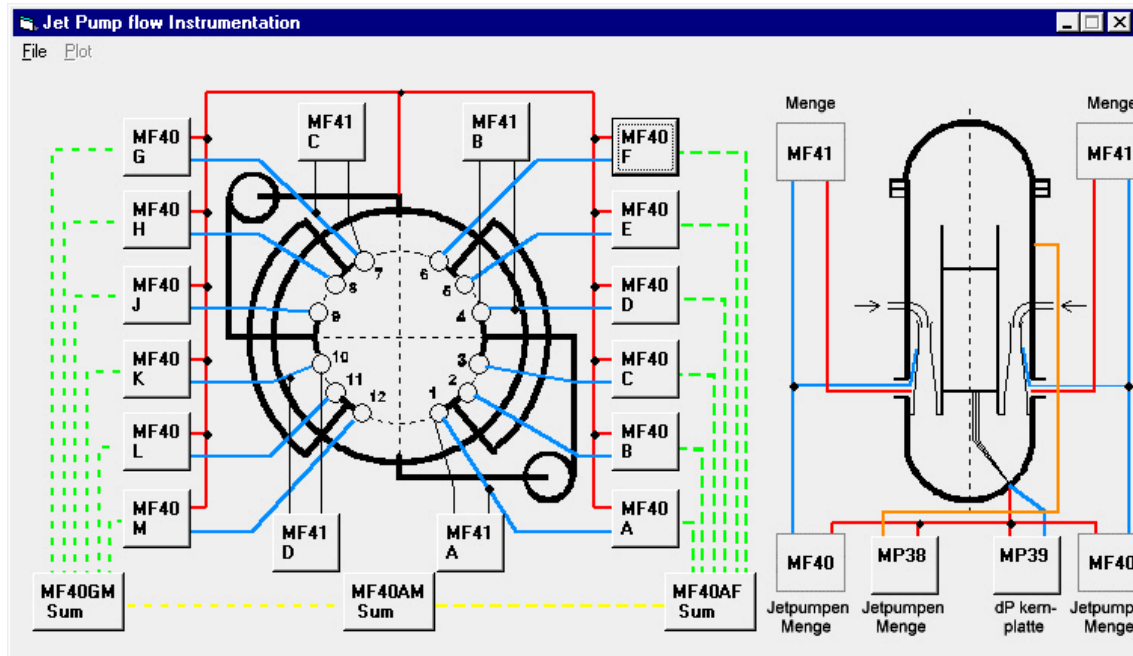 Jet Pump flow Instrumentation
File Plot
MF40
G
MF41
C
MF41
B
MF40
F
Menge
Menge
MF41
MF41
MF40
H
MF40
E
MF40
J
MF40
D
MF40
K
MF40
C
MF40
L
MF40
B
MF40
M
MF40
A
7
6
8
5
9
4
10
3
11
2
12
1
MF41
D
MF41
A
MF40
MP38
MP39
MF40
MF40GM
Sum
MF40AM
Sum
MF40AF
Sum
Jetpumpen
Menge
Jetpumpen
Menge
dP kern-
platte
Jetpump
Menge